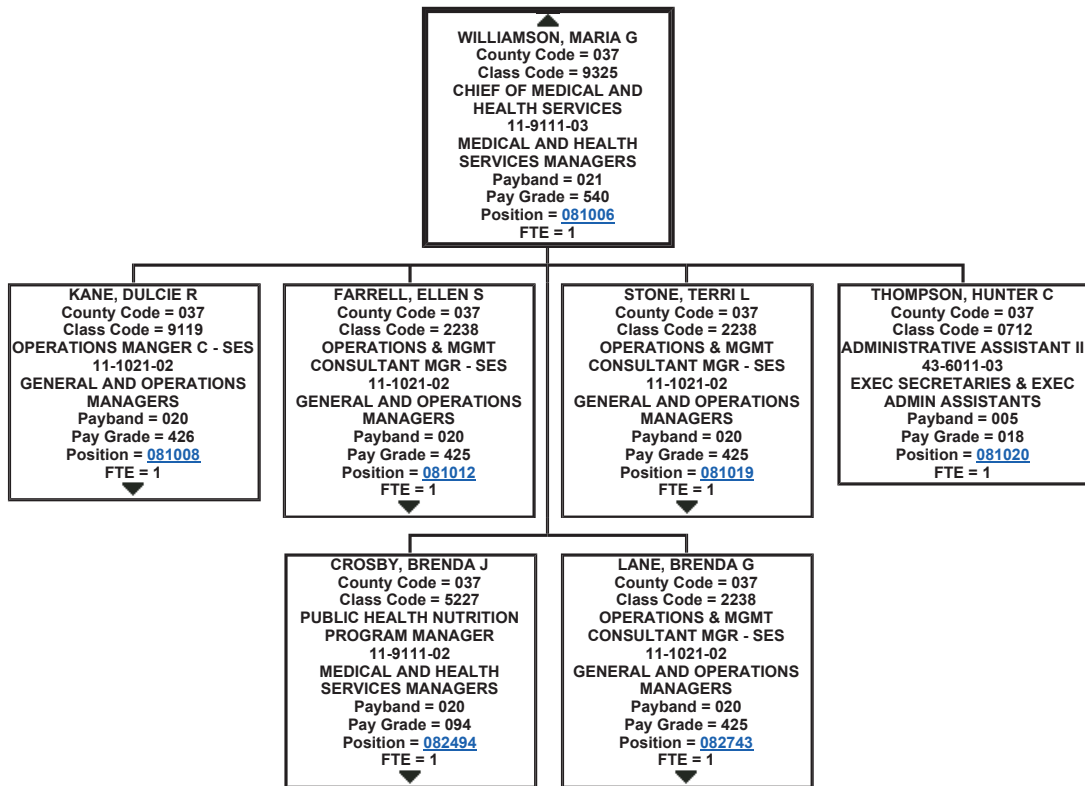 WILLIAMSON, MARIA G
County Code = 037
Class Code = 9325
CHIEF OF MEDICAL AND
HEALTH SERVICES
11-9111-03
MEDICAL AND HEALTH
SERVICES MANAGERS
Payband = 021
Pay Grade = 540
Position = 081006
FTE = 1
KANE, DULCIE R
County Code = 037
Class Code = 9119
OPERATIONS MANGER C - SES
11-1021-02
GENERAL AND OPERATIONS
MANAGERS
Payband = 020
Pay Grade = 426
Position = 081008
FTE = 1
FARRELL, ELLEN S
County Code = 037
Class Code = 2238
OPERATIONS & MGMT
CONSULTANT MGR - SES
11-1021-02
GENERAL AND OPERATIONS
MANAGERS
Payband = 020
Pay Grade = 425
Position = 081012
FTE = 1
STONE, TERRI L
County Code = 037
Class Code = 2238
OPERATIONS & MGMT
CONSULTANT MGR - SES
11-1021-02
GENERAL AND OPERATIONS
MANAGERS
Payband = 020
Pay Grade = 425
Position = 081019
FTE = 1
THOMPSON, HUNTER C
County Code = 037
Class Code = 0712
ADMINISTRATIVE ASSISTANT II
43-6011-03
EXEC SECRETARIES & EXEC
ADMIN ASSISTANTS
Payband = 005
Pay Grade = 018
Position = 081020
FTE = 1
CROSBY, BRENDA J
County Code = 037
Class Code = 5227
PUBLIC HEALTH NUTRITION
PROGRAM MANAGER
11-9111-02
MEDICAL AND HEALTH
SERVICES MANAGERS
Payband = 020
Pay Grade = 094
Position = 082494
FTE = 1
LANE, BRENDA G
County Code = 037
Class Code = 2238
OPERATIONS & MGMT
CONSULTANT MGR - SES
11-1021-02
GENERAL AND OPERATIONS
MANAGERS
Payband = 020
Pay Grade = 425
Position = 082743
FTE = 1